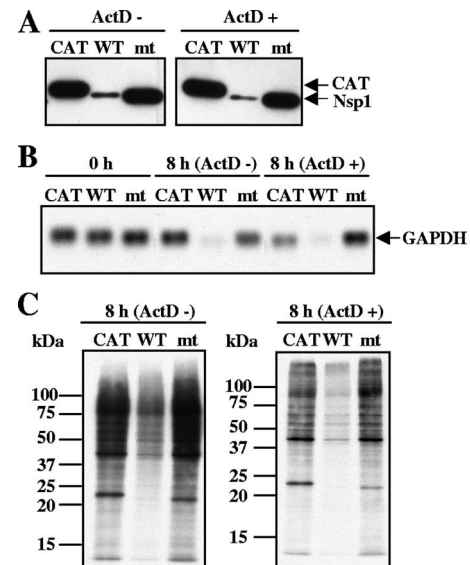 A
ActD - ActD +
CAT WT mt CAT WT mt
CAT
Nsp1
B
0 h 8 h (ActD -) 8 h (ActD +)
CAT WT mt CAT WT mt CAT WT mt
GAPDH
C
8 h (ActD -) 8 h (ActD +)
kDa CAT WT mt kDa CAT WT mt
100 100
75 75
50 50
37 37
25 25
20 20
15 15